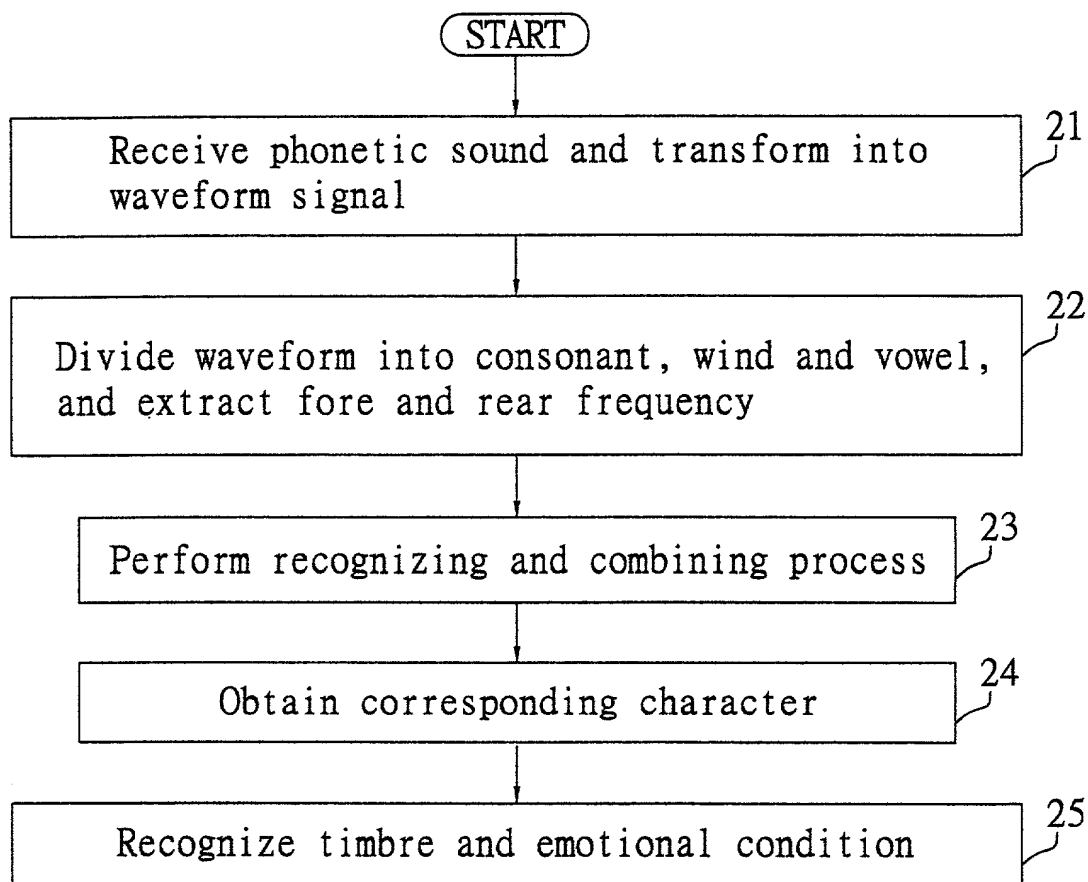 START
21
Receive phonetic sound and transform into
waveform signal
22
Divide waveform into consonant, wind and vowel,
and extract fore and rear frequency
23
Perform recognizing and combining process
24
Obtain corresponding character
25
Recognize timbre and emotional condition